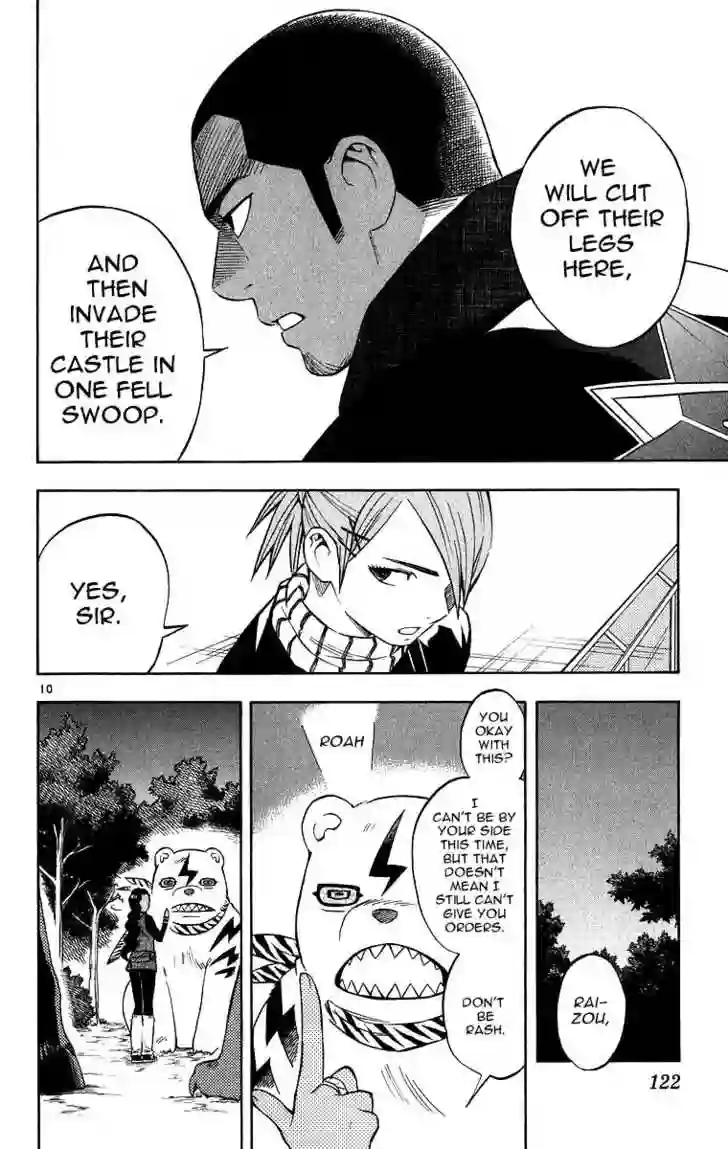 WE
WILL CUT
OFF THEIR
LEGS
HERE,
AND
THEN
INVADE
THEIR
CASTLE IN
ONE FELL
SWOOP.
YES,
SIR.
10
RAI-
ZOU,
YOU
OKAY
WITH
THIS?
I
CAN'T BE BY
YOUR SIDE
THIS TIME,
BUT THAT
DOESN'T
MEAN I
STILL CAN'T
GIVE YOU
ORDERS.
DON'T
BE
RASH.
ROAH
122